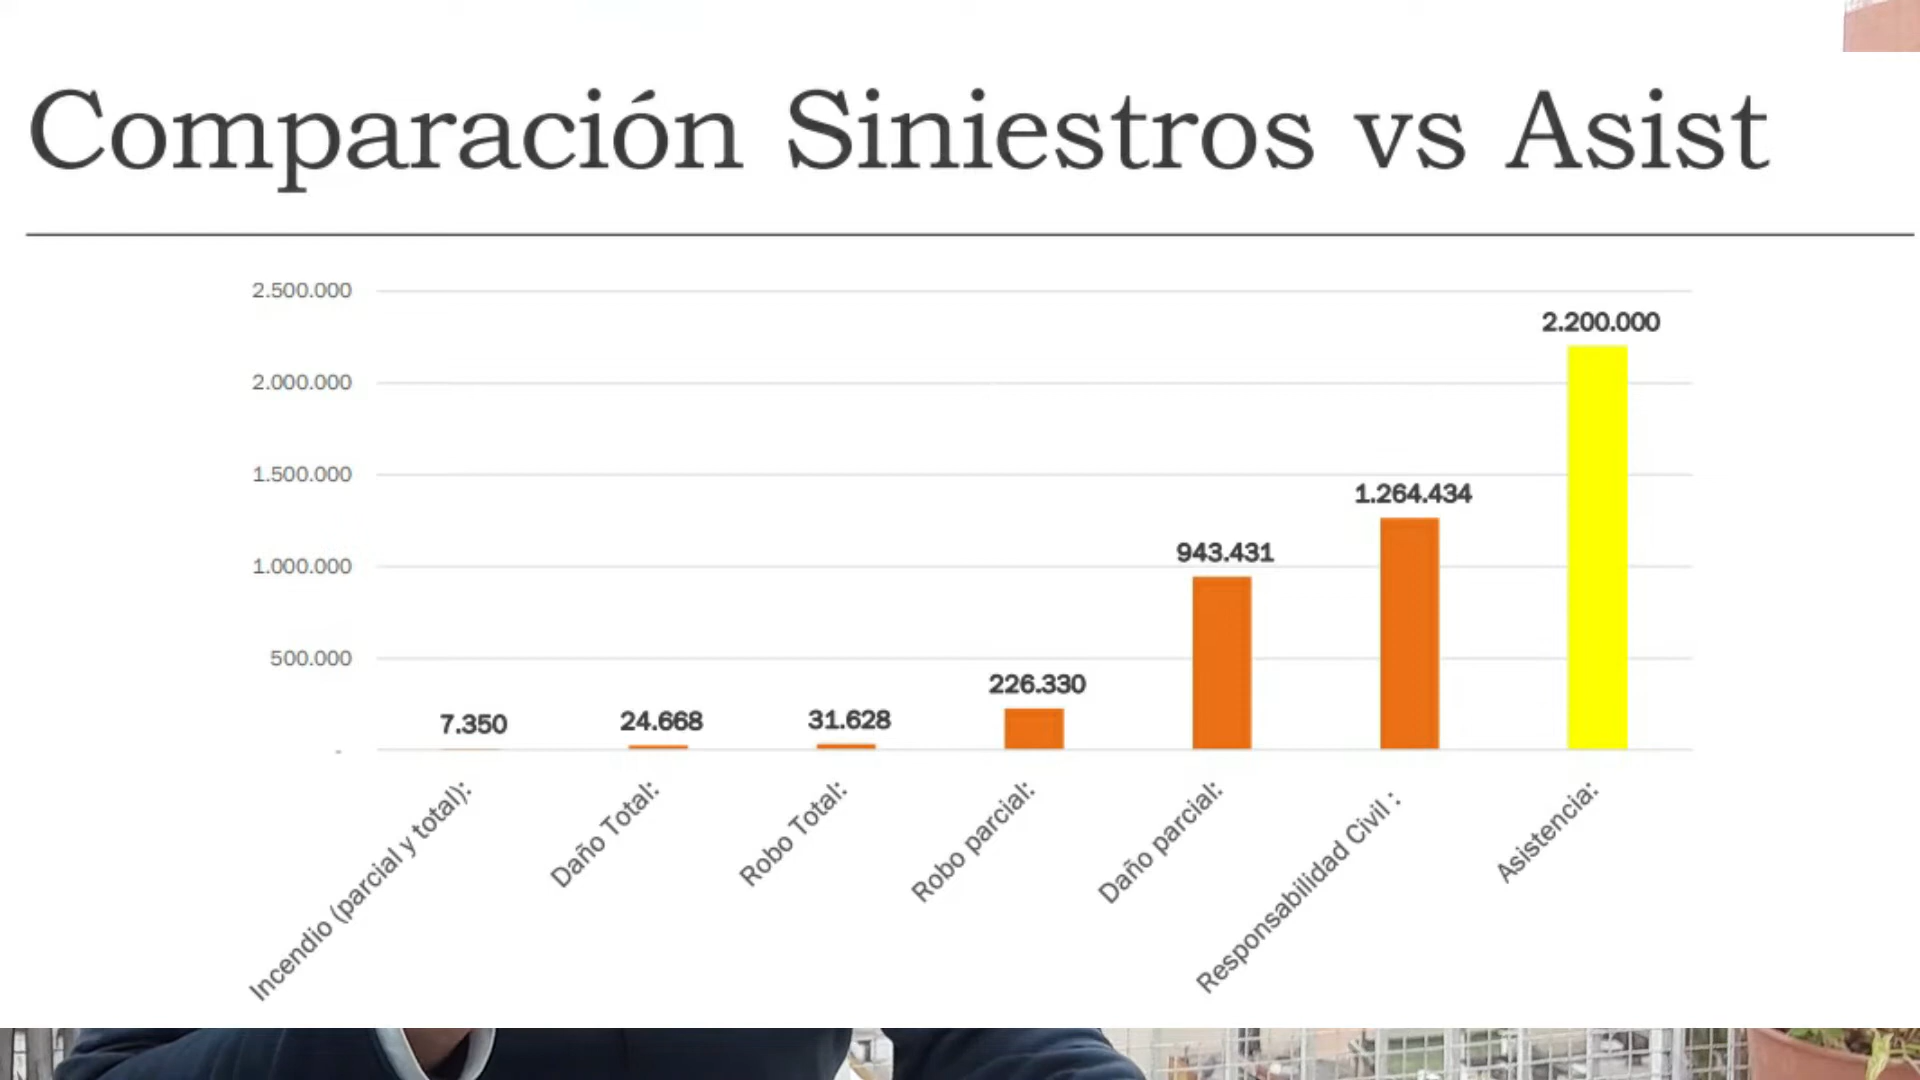 Comparación Siniestros vs Asist
2.500.000
2.000.000
1.500.000
1.000.000
500.000
-
7.350
24.668
31.628
226.330
943.431
1.264.434
2.200.000
Incendio (parcial y total):
Daño Total:
Robo Total:
Robo parcial:
Daño parcial:
Responsabilidad Civil :
Asistencia: